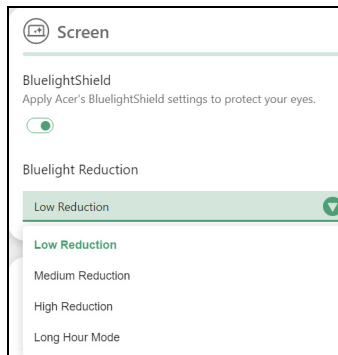 Screen
BluelightShield
Apply Acer's BluelightShield settings to protect your eyes.
Bluelight Reduction
Low Reduction
Low Reduction
Medium Reduction
High Reduction
Long Hour Mode